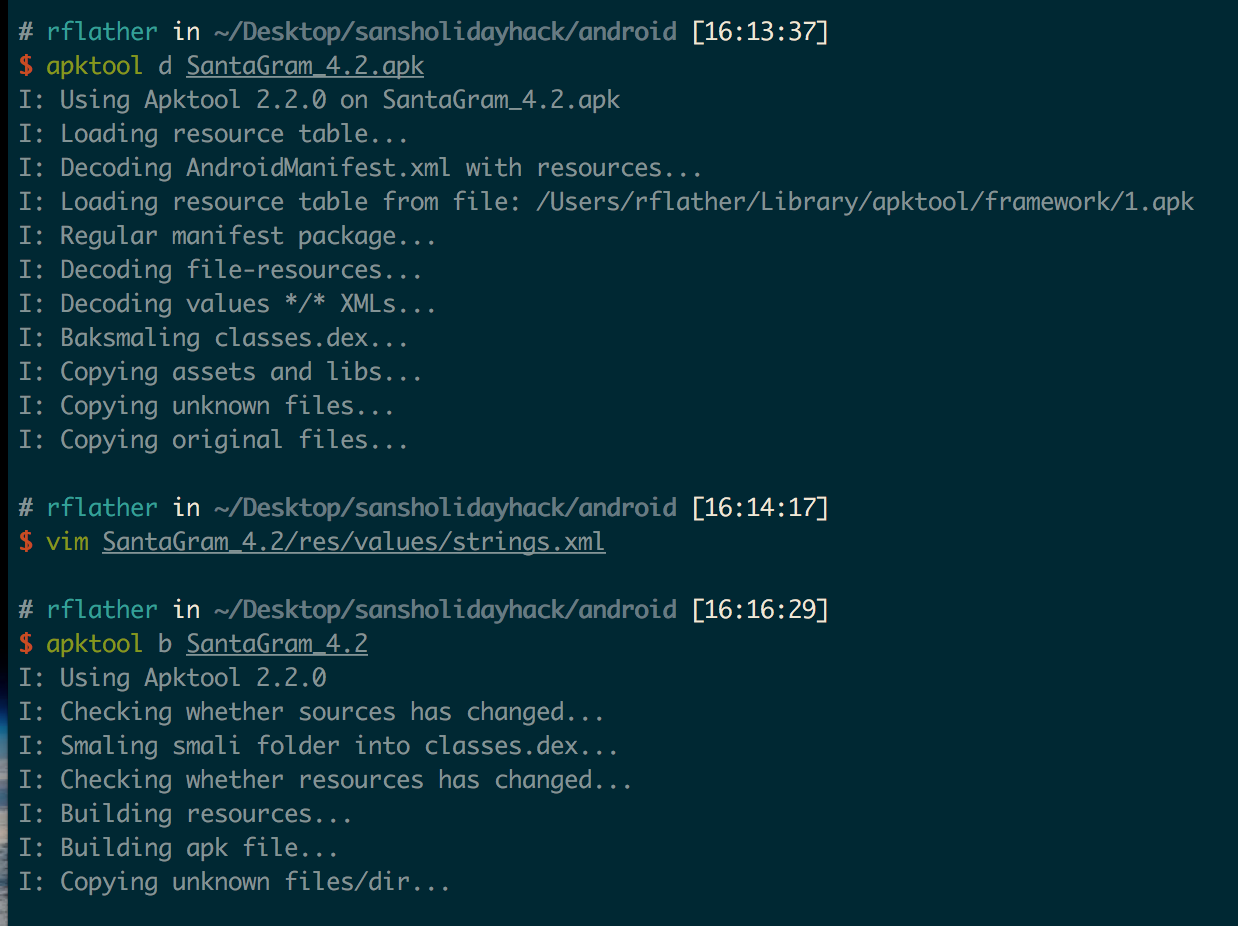 # rflather in ~/Desktop/sansholidayhack/android [16:13:37]
$ apktool d SantaGram_4.2.apk
I: Using Apktool 2.2.0 on SantaGram_4.2.apk
I: Loading resource table...
I: Decoding AndroidManifest.xml with resources...
I: Loading resource table from file: /Users/rflather/Library/apktool/framework/1.apk
I: Regular manifest package...
I: Decoding file-resources...
I: Decoding values */* XMLs...
I: Baksmaling classes.dex...
I: Copying assets and libs...
I: Copying unknown files...
I: Copying original files...
# rflather in ~/Desktop/sansholidayhack/android [16:14:17]
$ vim SantaGram_4.2/res/values/strings.xml
# rflather in ~/Desktop/sansholidayhack/android [16:16:29]
$ apktool b SantaGram_4.2
I: Using Apktool 2.2.0
I: Checking whether sources has changed...
I: Smaling smali folder into classes.dex...
I: Checking whether resources has changed...
I: Building resources...
I: Building apk file...
I: Copying unknown files/dir...